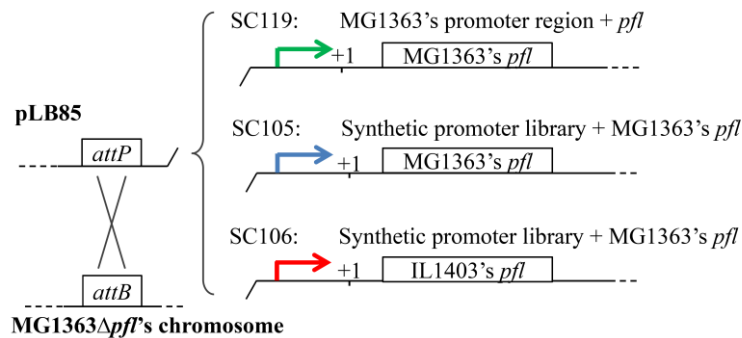 SC119: MG1363's promoter region + pfl
+1 MG1363's pfl
pLB85
attP
SC105: Synthetic promoter library + MG1363's pfl
+1 MG1363's pfl
SC106: Synthetic promoter library + MG1363's pfl
+1 IL1403's pfl
attB
MG1363Δpfl's chromosome